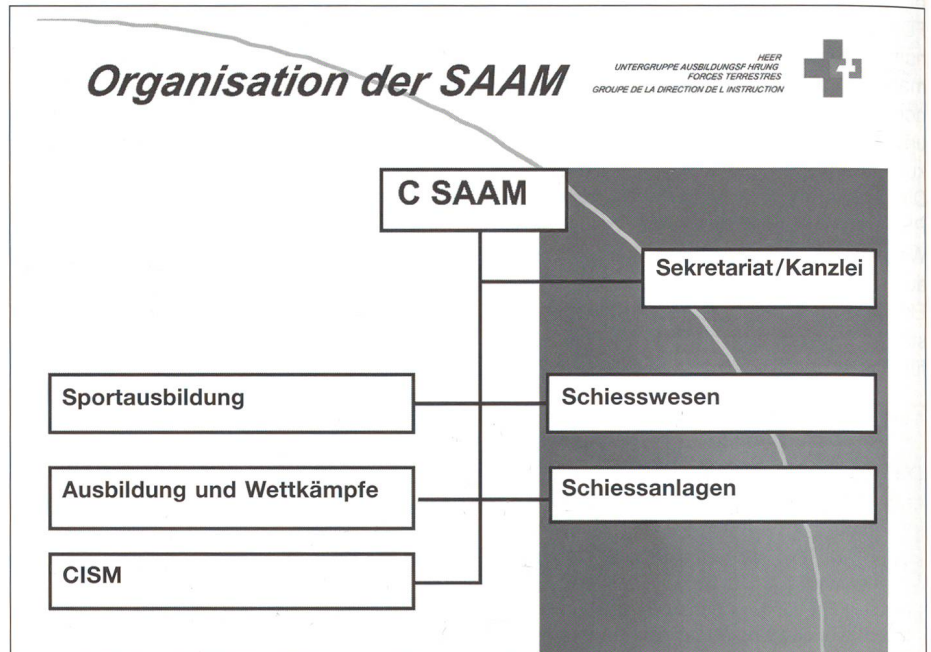 Organisation der SAAM
HEER
UNTERGRUPPE AUSBILDUNGSF HRUNG
FORCES TERRESTRES
GROUPE DE LA DIRECTION DE L INSTRUCTION
C SAAM
Sekretariat/Kanzlei
Sportausbildung
Schiesswesen
Ausbildung und Wettkämpfe
Schiessanlagen
CISM